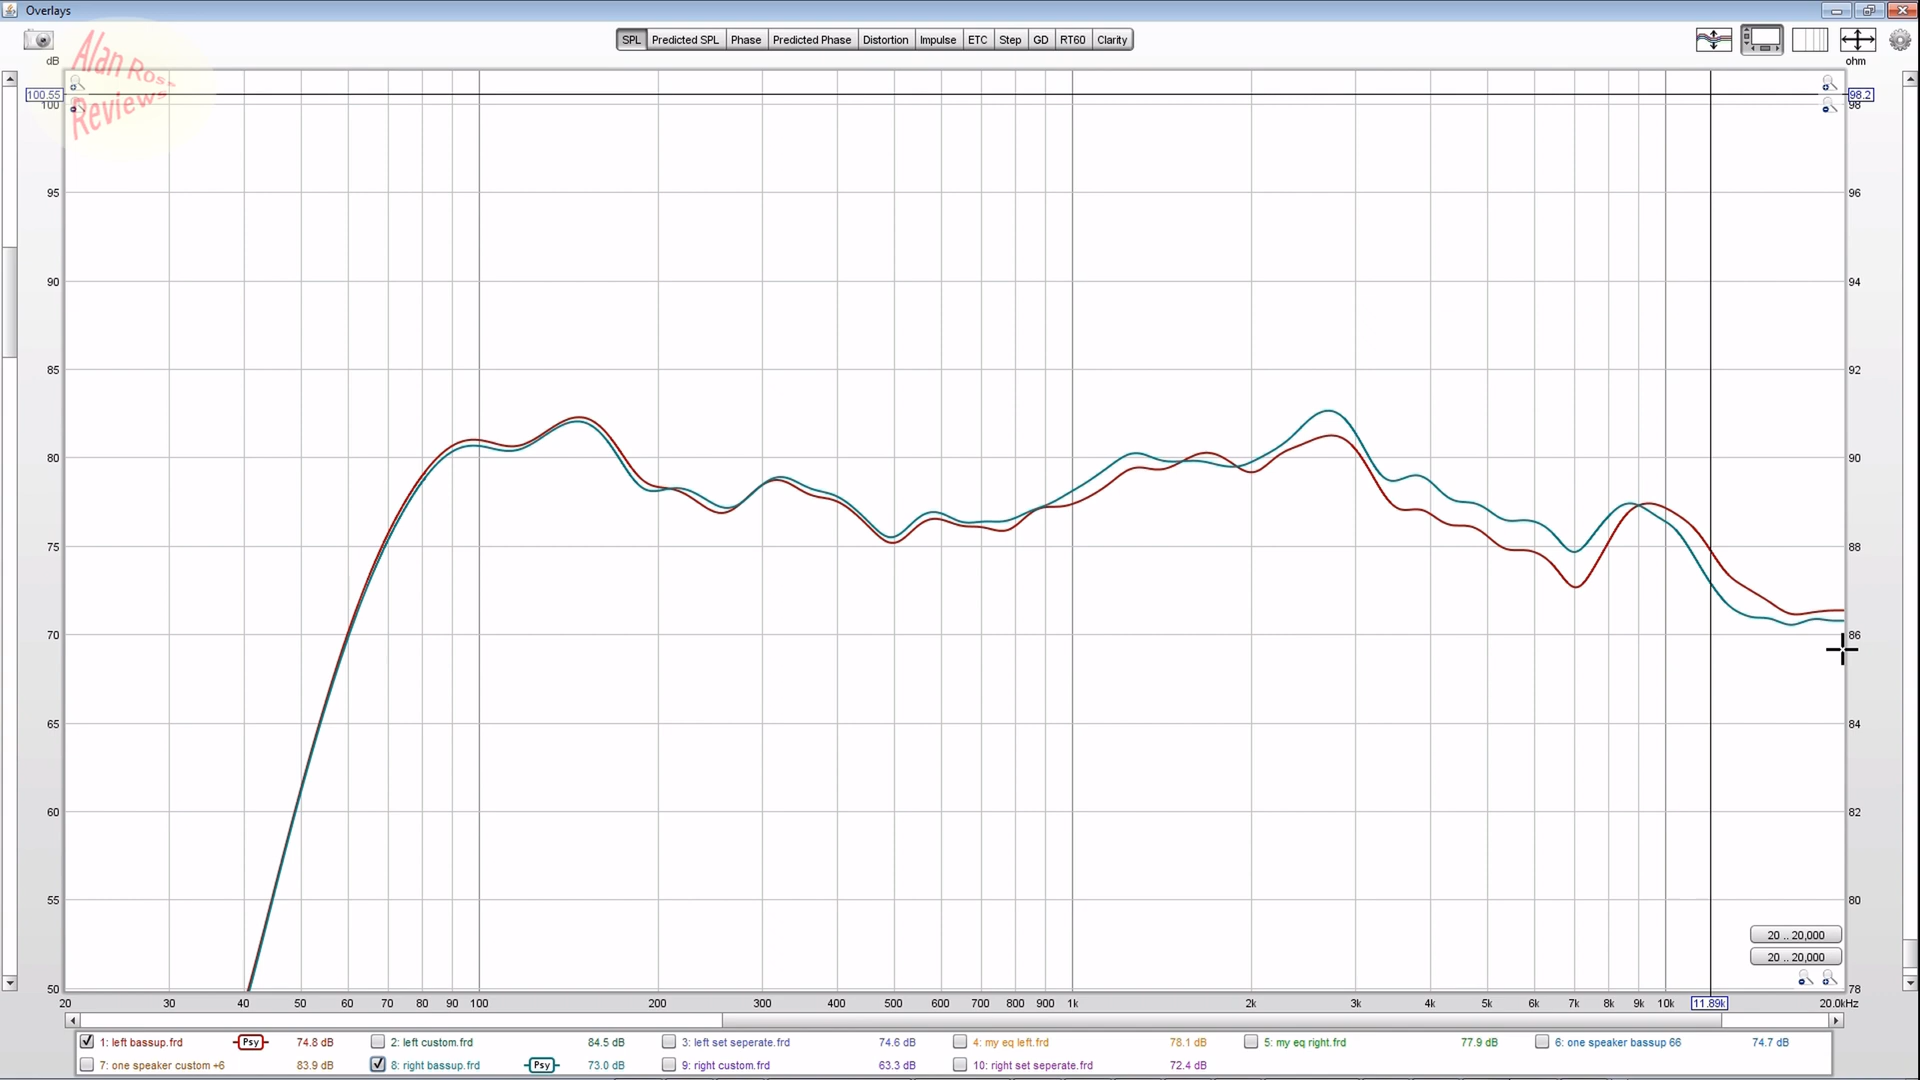 Overlays
Alan Ross
Reviews
SPL Predicted SPL Phase Predicted Phase Distortion Impulse ETC Step GD RT60 Clarity
dB
ohm
100.55
98.2
100
98
95
96
90
94
85
92
80
90
75
88
70
86
65
84
60
82
55
80
50
78
20 .. 20,000
20 .. 20,000
20 30 40 50 60 70 80 90 100 200 300 400 500 600 700 800 900 1k 2k 3k 4k 5k 6k 7k 8k 9k 10k 11.89k 20.0kHz
1: left bassup.frd Psy 74.8 dB 2: left custom.frd 84.5 dB 3: left set seperate.frd 74.6 dB 4: my eq left.frd 78.1 dB 5: my eq right.frd 77.9 dB 6: one speaker bassup 66 74.7 dB
7: one speaker custom +6 83.9 dB 8: right bassup.frd Psy 73.0 dB 9: right custom.frd 63.3 dB 10: right set seperate.frd 72.4 dB